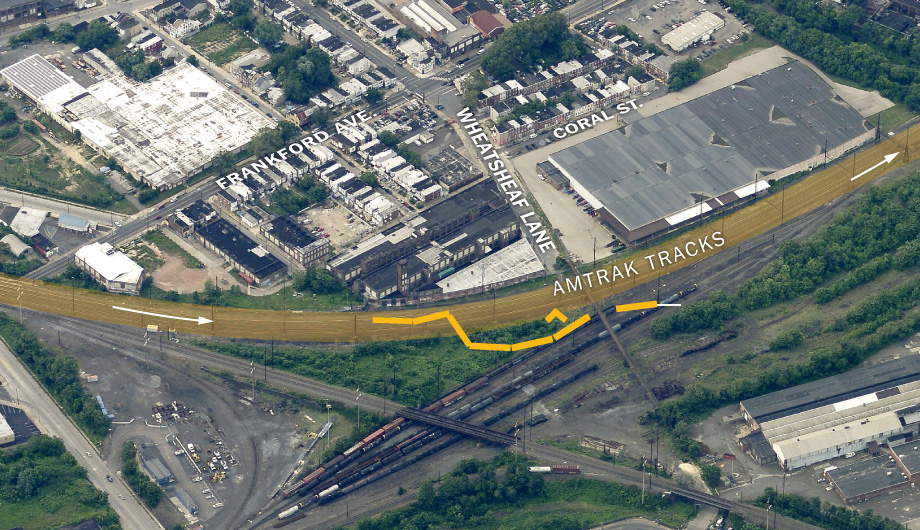 FRANKFORD AVE.
WHEATSHEAF LANE
CORAL ST.
AMTRAK TRACKS